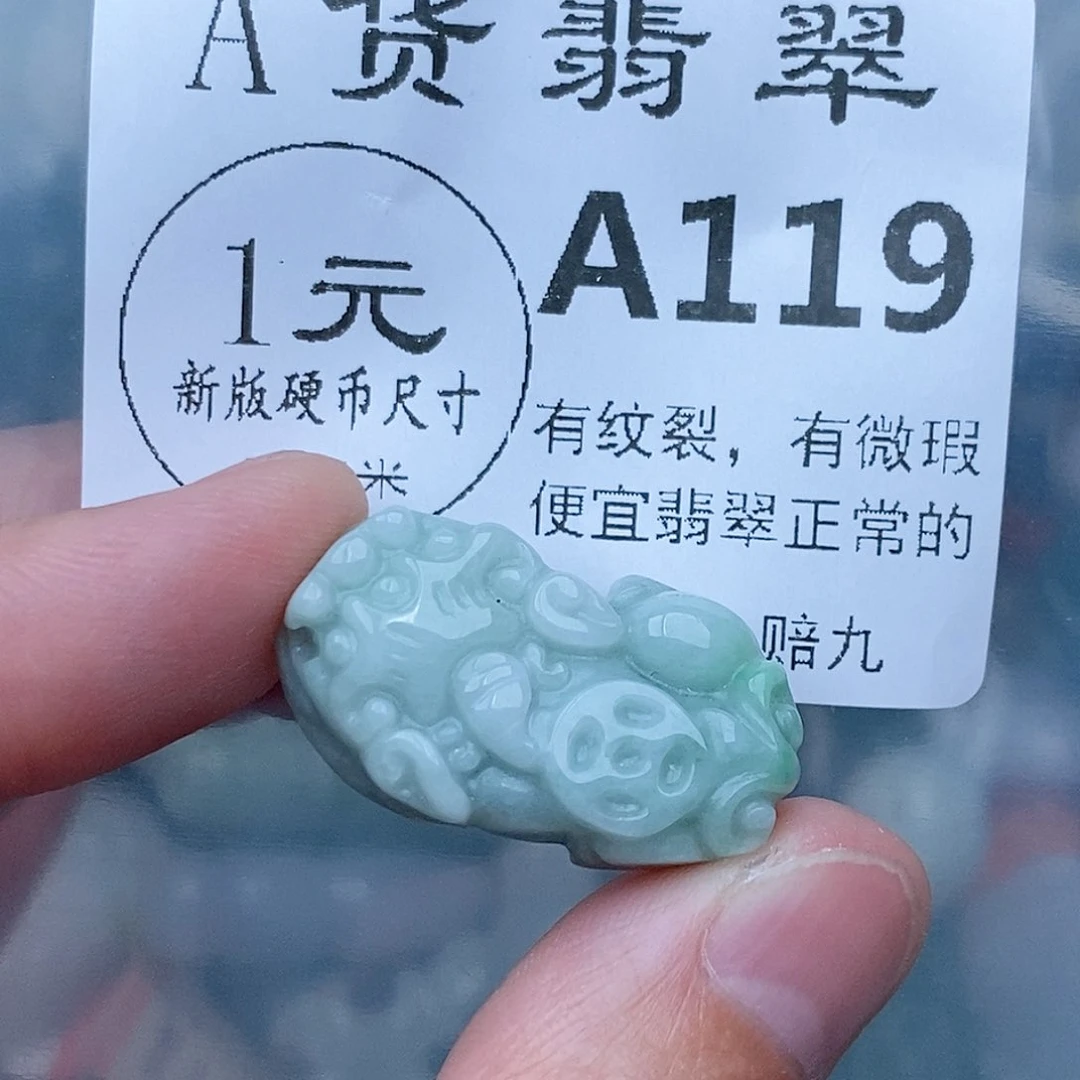 A货翡翠
1元
新版硬币尺寸
米
A119
有纹裂，有微瑕
便宜翡翠正常的
赔九